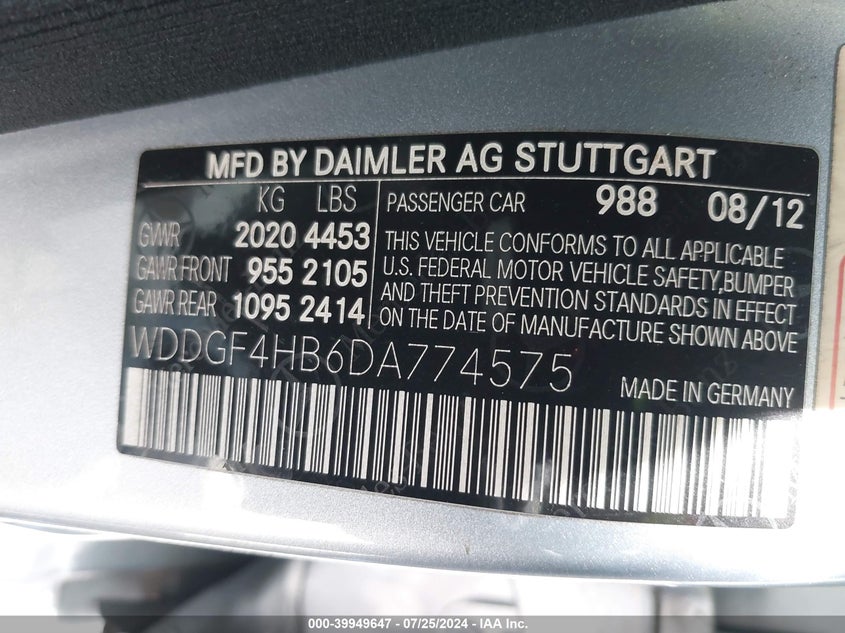 MFD BY DAIMLER AG STUTTGART
KG LBS
GVWR 2020 4453
GAWR FRONT 955 2105
GAWR REAR 1095 2414
PASSENGER CAR 988 08/12
THIS VEHICLE CONFORMS TO ALL APPLICABLE
U.S. FEDERAL MOTOR VEHICLE SAFETY,BUMPER
AND THEFT PREVENTION STANDARDS IN EFFECT
ON THE DATE OF MANUFACTURE SHOWN ABOVE
WDDGF4HB6DA774575
MADE IN GERMANY
000-39949647 / 07/25/2024 - IAA Inc.